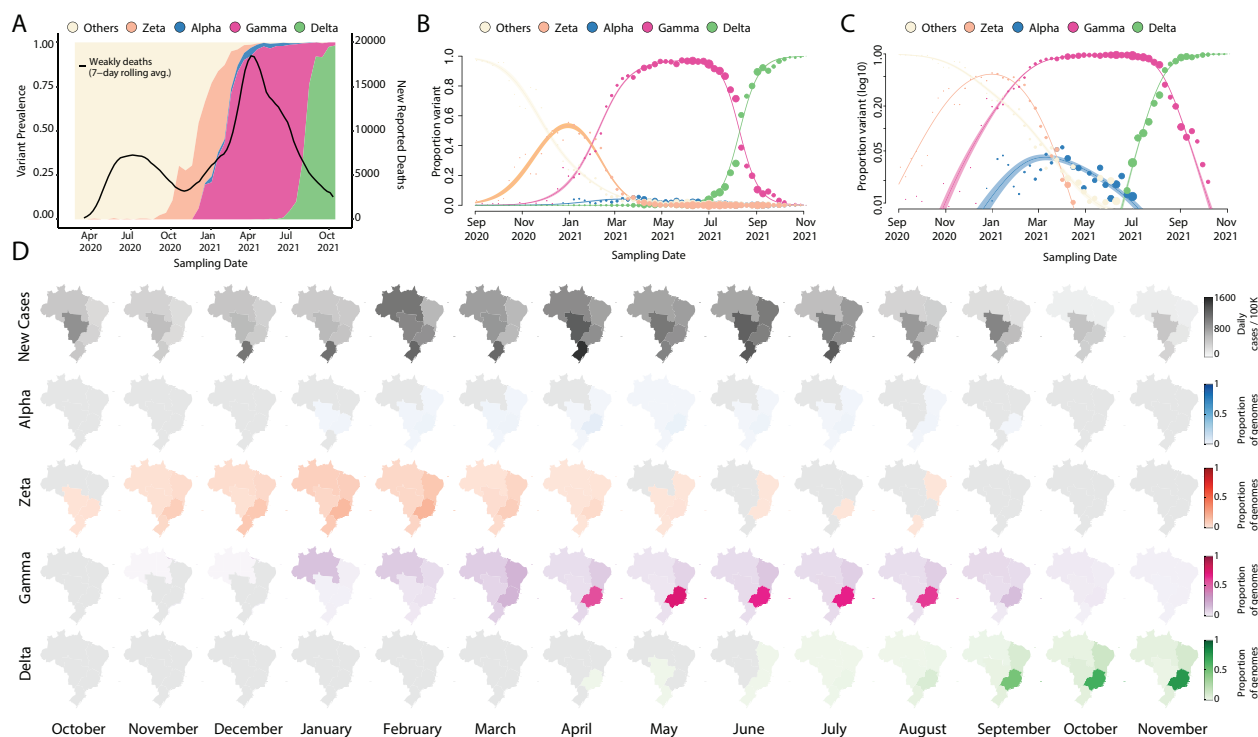 A
Others Zeta Alpha Gamma Delta
1.00
0.75
0.50
0.25
0.00
Variant Prevalence
Weakly deaths
(7–day rolling avg.)
20000
15000
10000
5000
0
New Reported Deaths
Apr 2020 Jul 2020 Oct 2020 Jan 2021 Apr 2021 Jul 2021 Oct 2021
Sampling Date
B
Others Zeta Alpha Gamma Delta
Proportion variant
1.0
0.8
0.6
0.4
0.2
0.0
Sep 2020 Nov 2020 Jan 2021 Mar 2021 May 2021 Jul 2021 Sep 2021 Nov 2021
Sampling Date
C
Others Zeta Alpha Gamma Delta
Proportion variant (log10)
1.00
0.20
0.05
0.01
Sep 2020 Nov 2020 Jan 2021 Mar 2021 May 2021 Jul 2021 Sep 2021 Nov 2021
Sampling Date
D
New Cases
1600
800
0
Daily
cases / 100K
Alpha
1
0.5
0
Proportion
of genomes
Zeta
1
0.5
0
Proportion
of genomes
Gamma
1
0.5
0
Proportion
of genomes
Delta
1
0.5
0
Proportion
of genomes
October November December January February March April May June July August September October November